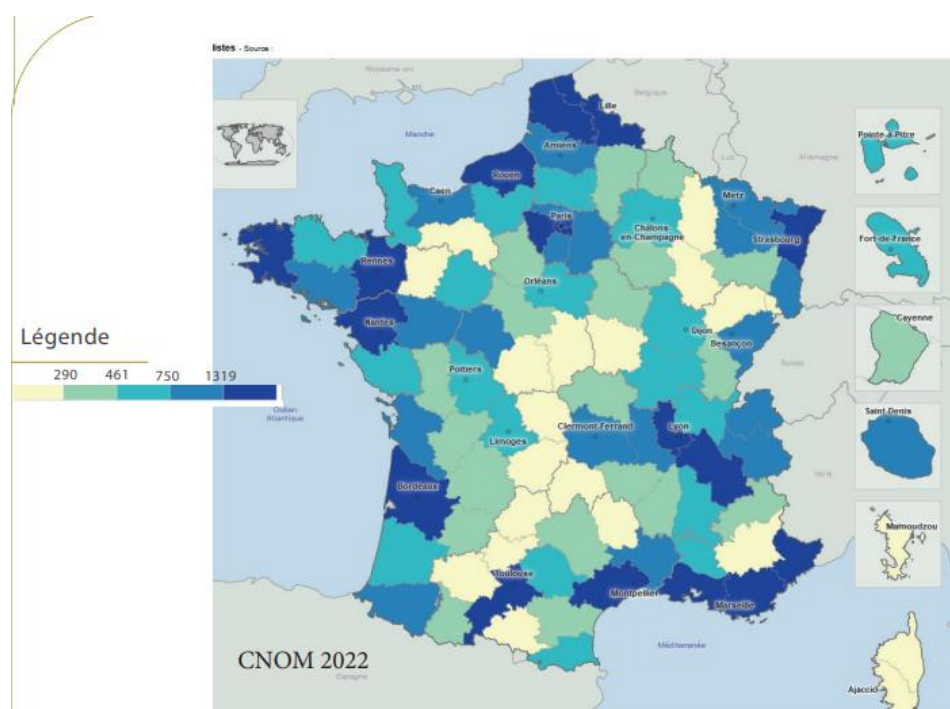 listes - Source :
Royaume-uni
Belgique
Lille
Manche
Amiens
Pointe-à-Pitre
Lux.
Allemagne
Rouen
Caen
Metz
Paris
Châlons
en-Champagne
Strasbourg
Fort-de-France
Rennes
Orléans
Cayenne
Légende
Nantes
Dijon
Besançon
Suisse
290 461 750 1319
Poitiers
Océan
Atlantique
Saint-Denis
Limoges
Clermont-Ferrand
Lyon
Italie
Bordeaux
Mamoudzou
Toulouse
Montpellier
Marseille
CNOM 2022
Méditerranée
Espagne
Ajaccio